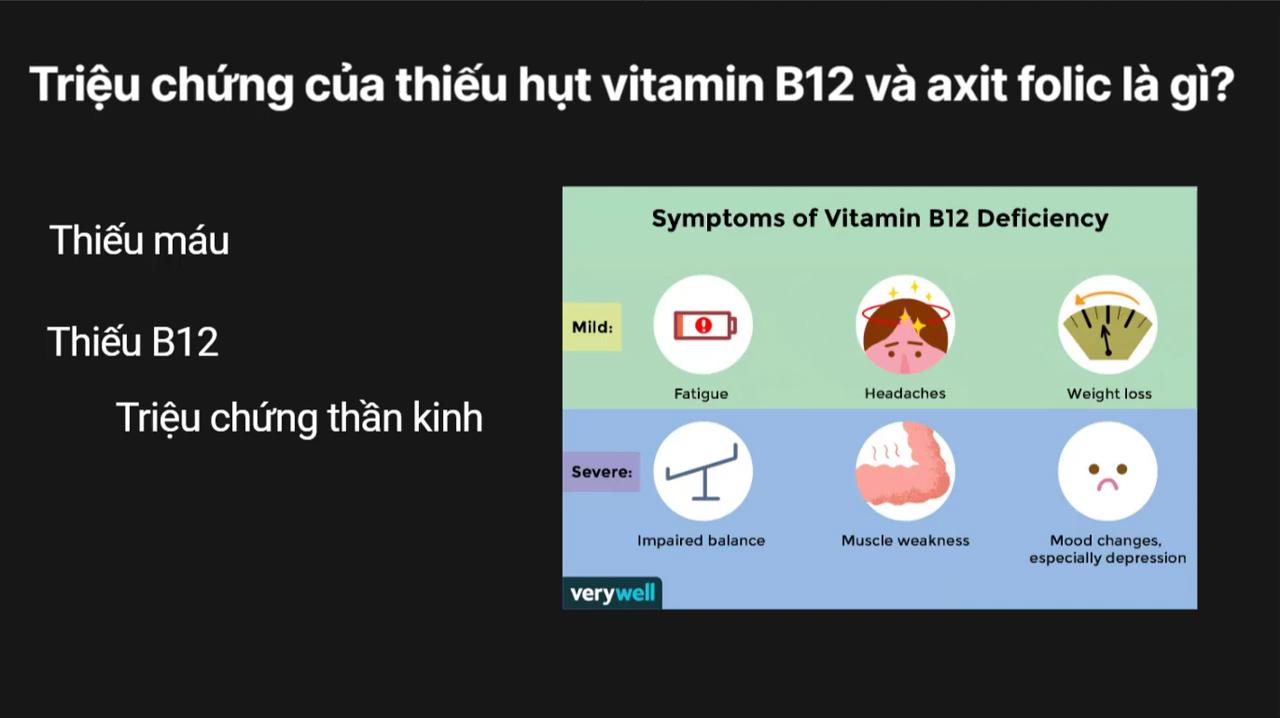 Triệu chứng của thiếu hụt vitamin B12 và axit folic là gì?
Thiếu máu
Thiếu B12
Triệu chứng thần kinh
Symptoms of Vitamin B12 Deficiency
Mild:
Fatigue
Headaches
Weight loss
Severe:
Impaired balance
Muscle weakness
Mood changes,
especially depression
verywell